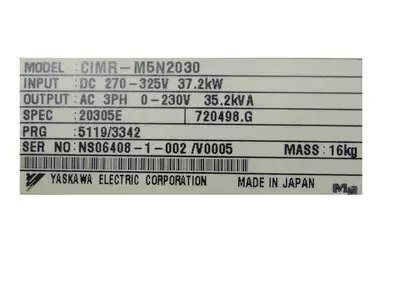 MODEL : CIMR-M5N2030
INPUT : DC 270-325V 37.2kW
OUTPUT: AC 3PH 0-230V 35.2kVA
SPEC : 20305E 720498.G
PRG : 5119/3342
SER NO: NS06408-1-002 /V0005 MASS: 16kg
YASKAWA ELECTRIC CORPORATION MADE IN JAPAN